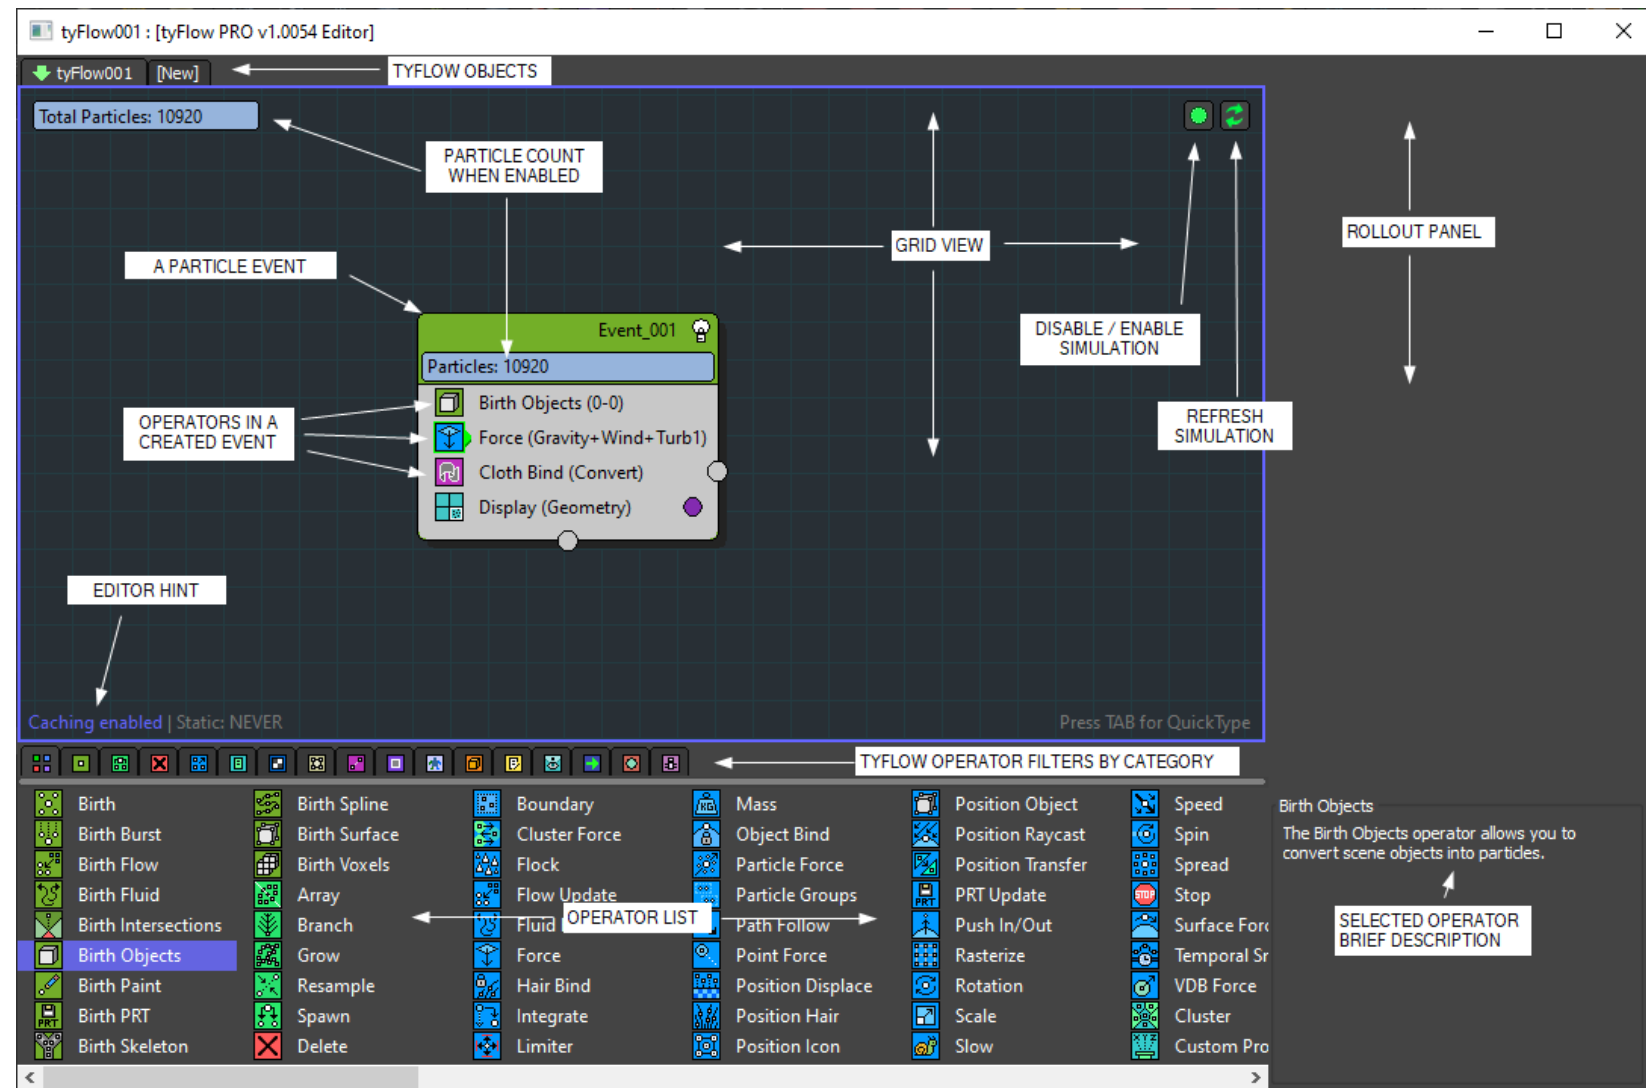 tyFlow001 : [tyFlow PRO v1.0054 Editor]
tyFlow001
[New]
TYFLOW OBJECTS
Total Particles: 10920
PARTICLE COUNT
WHEN ENABLED
GRID VIEW
ROLLOUT PANEL
A PARTICLE EVENT
DISABLE / ENABLE
SIMULATION
Event_001
Particles: 10920
Birth Objects (0-0)
Force (Gravity+Wind+Turb1)
Cloth Bind (Convert)
Display (Geometry)
OPERATORS IN A
CREATED EVENT
REFRESH
SIMULATION
EDITOR HINT
Caching enabled | Static: NEVER
Press TAB for QuickType
TYFLOW OPERATOR FILTERS BY CATEGORY
Birth
Birth Burst
Birth Flow
Birth Fluid
Birth Intersections
Birth Objects
Birth Paint
Birth PRT
Birth Skeleton
Birth Spline
Birth Surface
Birth Voxels
Array
Branch
Grow
Resample
Spawn
Delete
Boundary
Cluster Force
Flock
Flow Update
Fluid
Force
Hair Bind
Integrate
Limiter
OPERATOR LIST
Mass
Object Bind
Particle Force
Particle Groups
Path Follow
Point Force
Position Displace
Position Hair
Position Icon
Position Object
Position Raycast
Position Transfer
PRT Update
Push In/Out
Rasterize
Rotation
Scale
Slow
Speed
Spin
Spread
Stop
Surface Forc
Temporal Sr
VDB Force
Cluster
Custom Pro
Birth Objects
The Birth Objects operator allows you to
convert scene objects into particles.
SELECTED OPERATOR
BRIEF DESCRIPTION